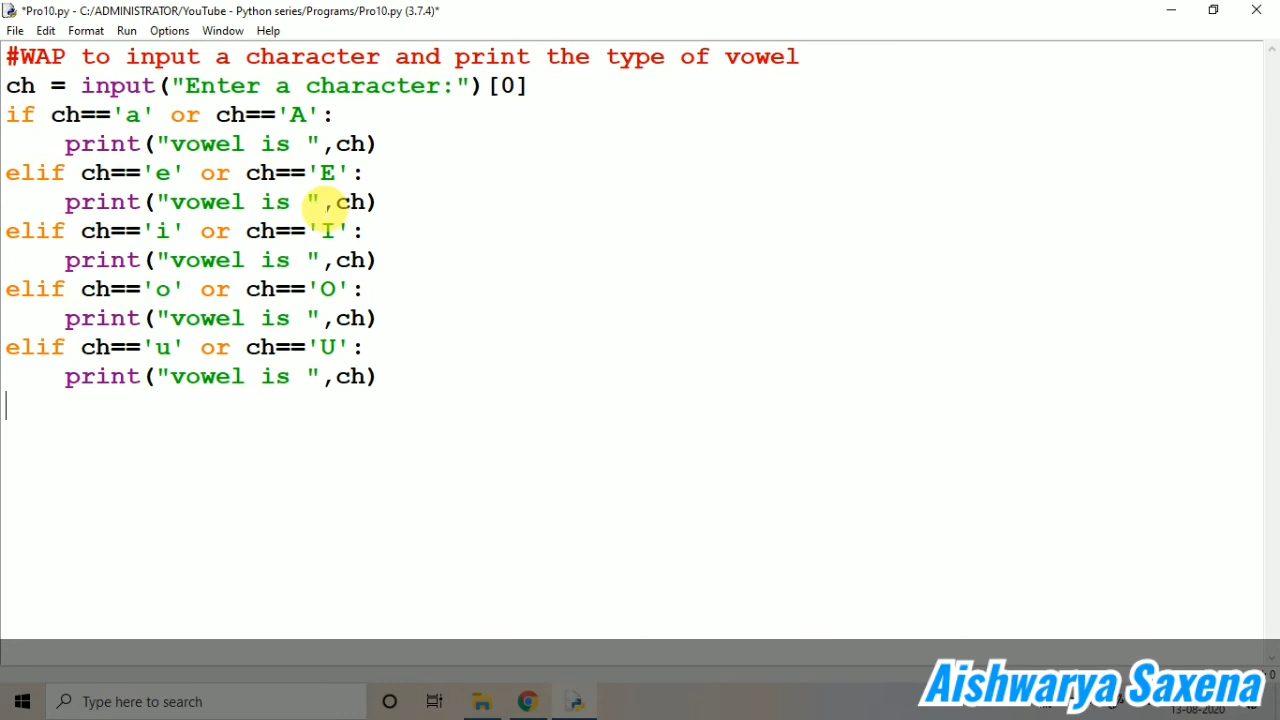 *Pro10.py - C:/ADMINISTRATOR/YouTube - Python series/Programs/Pro10.py (3.7.4)*
File Edit Format Run Options Window Help
#WAP to input a character and print the type of vowel
ch = input("Enter a character:")[0]
if ch=='a' or ch=='A':
    print("vowel is ",ch)
elif ch=='e' or ch=='E':
    print("vowel is ",ch)
elif ch=='i' or ch=='I':
    print("vowel is ",ch)
elif ch=='o' or ch=='O':
    print("vowel is ",ch)
elif ch=='u' or ch=='U':
    print("vowel is ",ch)
Aishwarya Saxena
Type here to search
13-08-2020